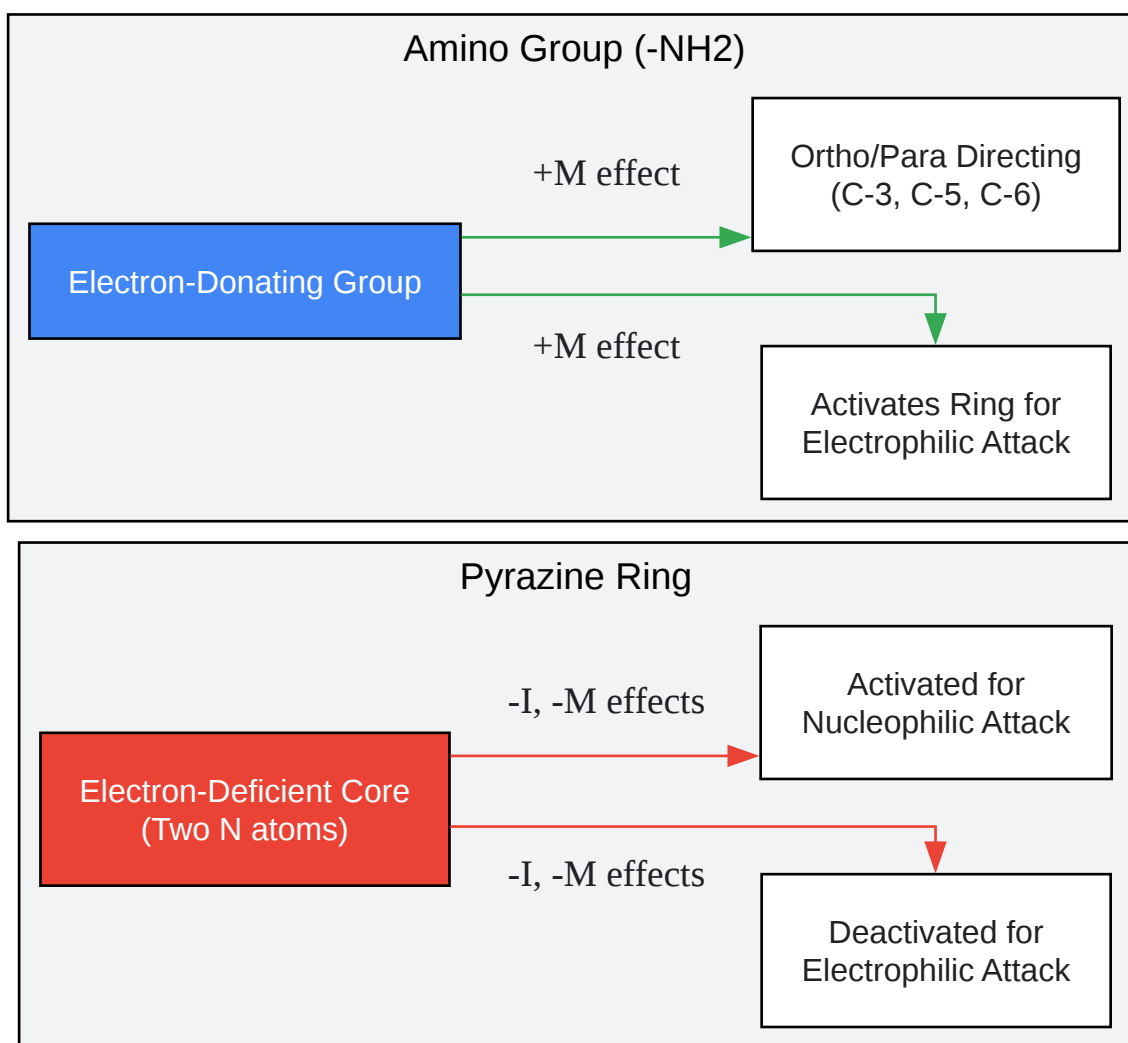 Amino Group (-NH2)
+M effect
Ortho/Para Directing
(C-3, C-5, C-6)
Electron-Donating Group
+M effect
Activates Ring for
Electrophilic Attack
Pyrazine Ring
-I, -M effects
Activated for
Nucleophilic Attack
Electron-Deficient Core
(Two N atoms)
-I, -M effects
Deactivated for
Electrophilic Attack